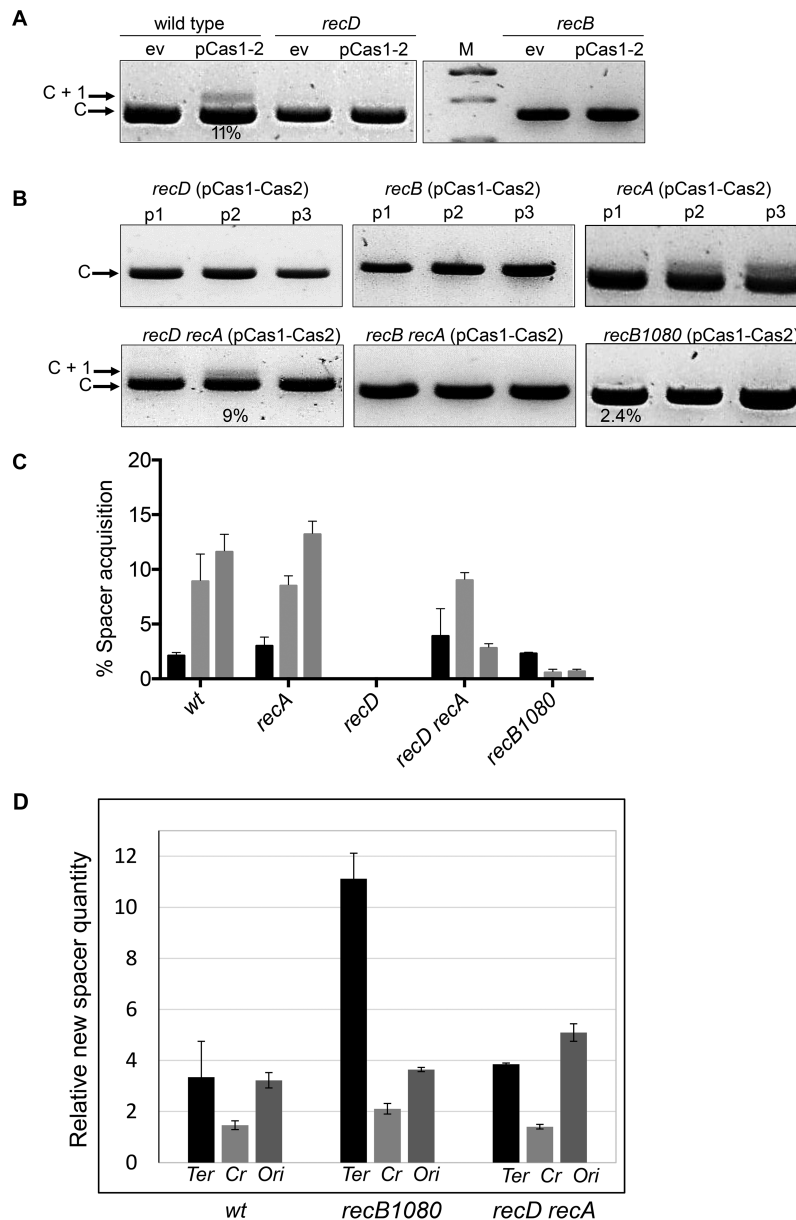 A
wild type recD recB
ev pCas1-2 ev pCas1-2 M ev pCas1-2
C + 1
C
11%
B
recD (pCas1-Cas2) recB (pCas1-Cas2) recA (pCas1-Cas2)
p1 p2 p3 p1 p2 p3 p1 p2 p3
C
recD recA (pCas1-Cas2) recB recA (pCas1-Cas2) recB1080 (pCas1-Cas2)
C + 1
C
9% 2.4%
C
% Spacer acquisition
20
15
10
5
0
wt recA recD recD recA recB1080
D
Relative new spacer quantity
12
10
8
6
4
2
0
Ter Cr Ori Ter Cr Ori Ter Cr Ori
wt recB1080 recD recA